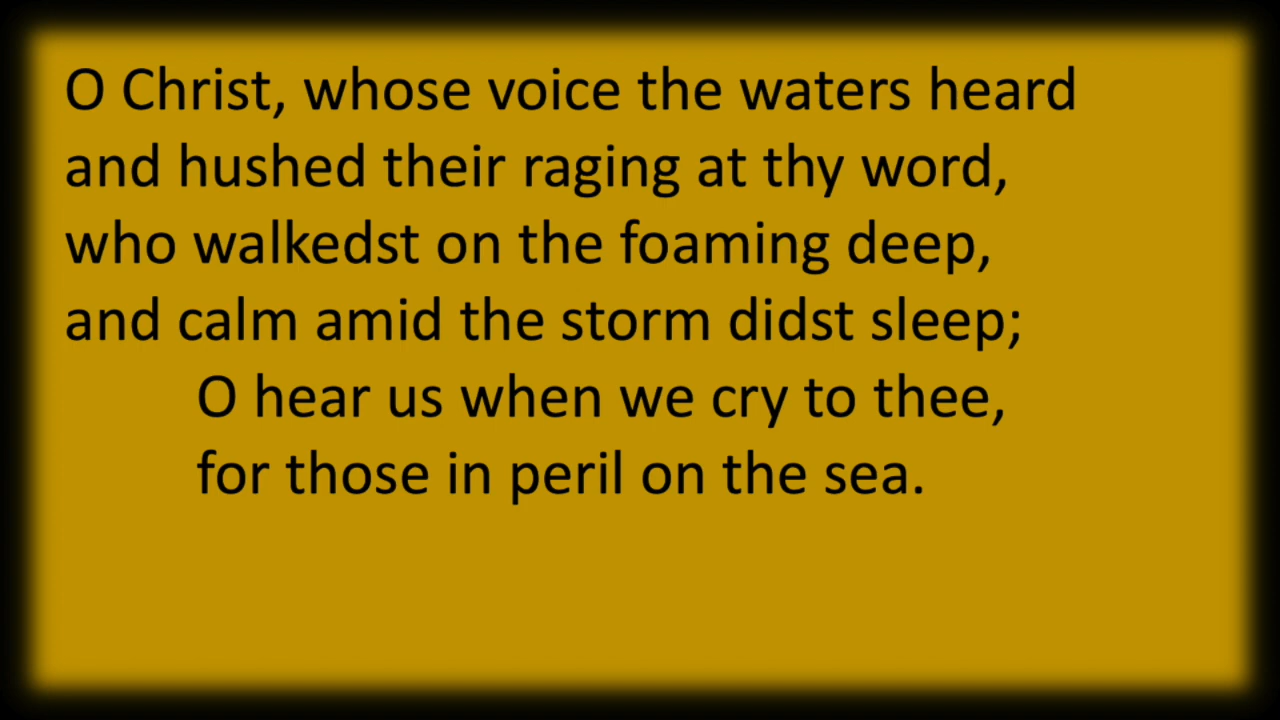 O Christ, whose voice the waters heard
and hushed their raging at thy word,
who walkedst on the foaming deep,
and calm amid the storm didst sleep;
O hear us when we cry to thee,
for those in peril on the sea.